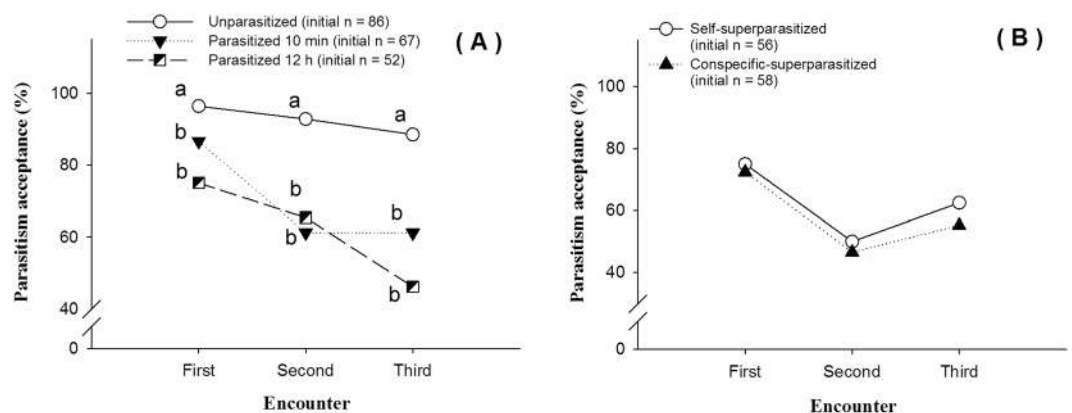 Unparasitized (initial n = 86)
Parasitized 10 min (initial n = 67)
Parasitized 12 h (initial n = 52)
( A )
Parasitism acceptance (%)
100
80
60
40
0
a
a
a
b
b
b
b
b
b
First
Second
Third
Encounter
Self-superparasitized
(initial n = 56)
Conspecific-superparasitized
(initial n = 58)
( B )
Parasitism acceptance (%)
100
80
60
40
0
First
Second
Third
Encounter